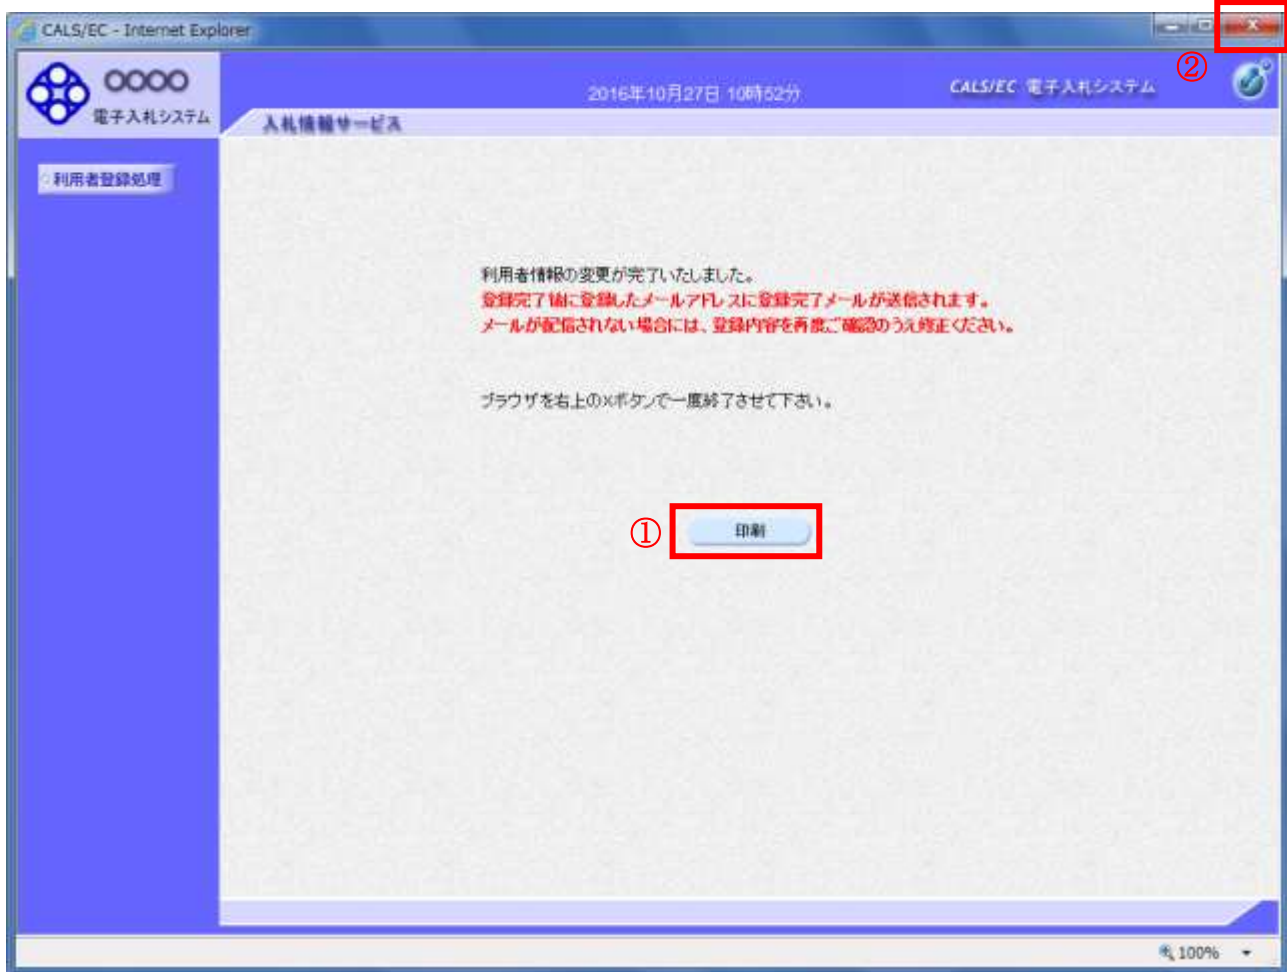 CALS/EC - Internet Explorer
②
OOOO
電子入札システム
2016年10月27日 10時52分
CALS/EC 電子入札システム
入札情報サービス
利用者登録処理
利用者情報の変更が完了いたしました。
登録完了後に登録したメールアドレスに登録完了メールが送信されます。
メールが配信されない場合には、登録内容を再度ご確認のうえ修正ください。
ブラウザを右上の×ボタンで一度終了させて下さい。
①
印刷
100%